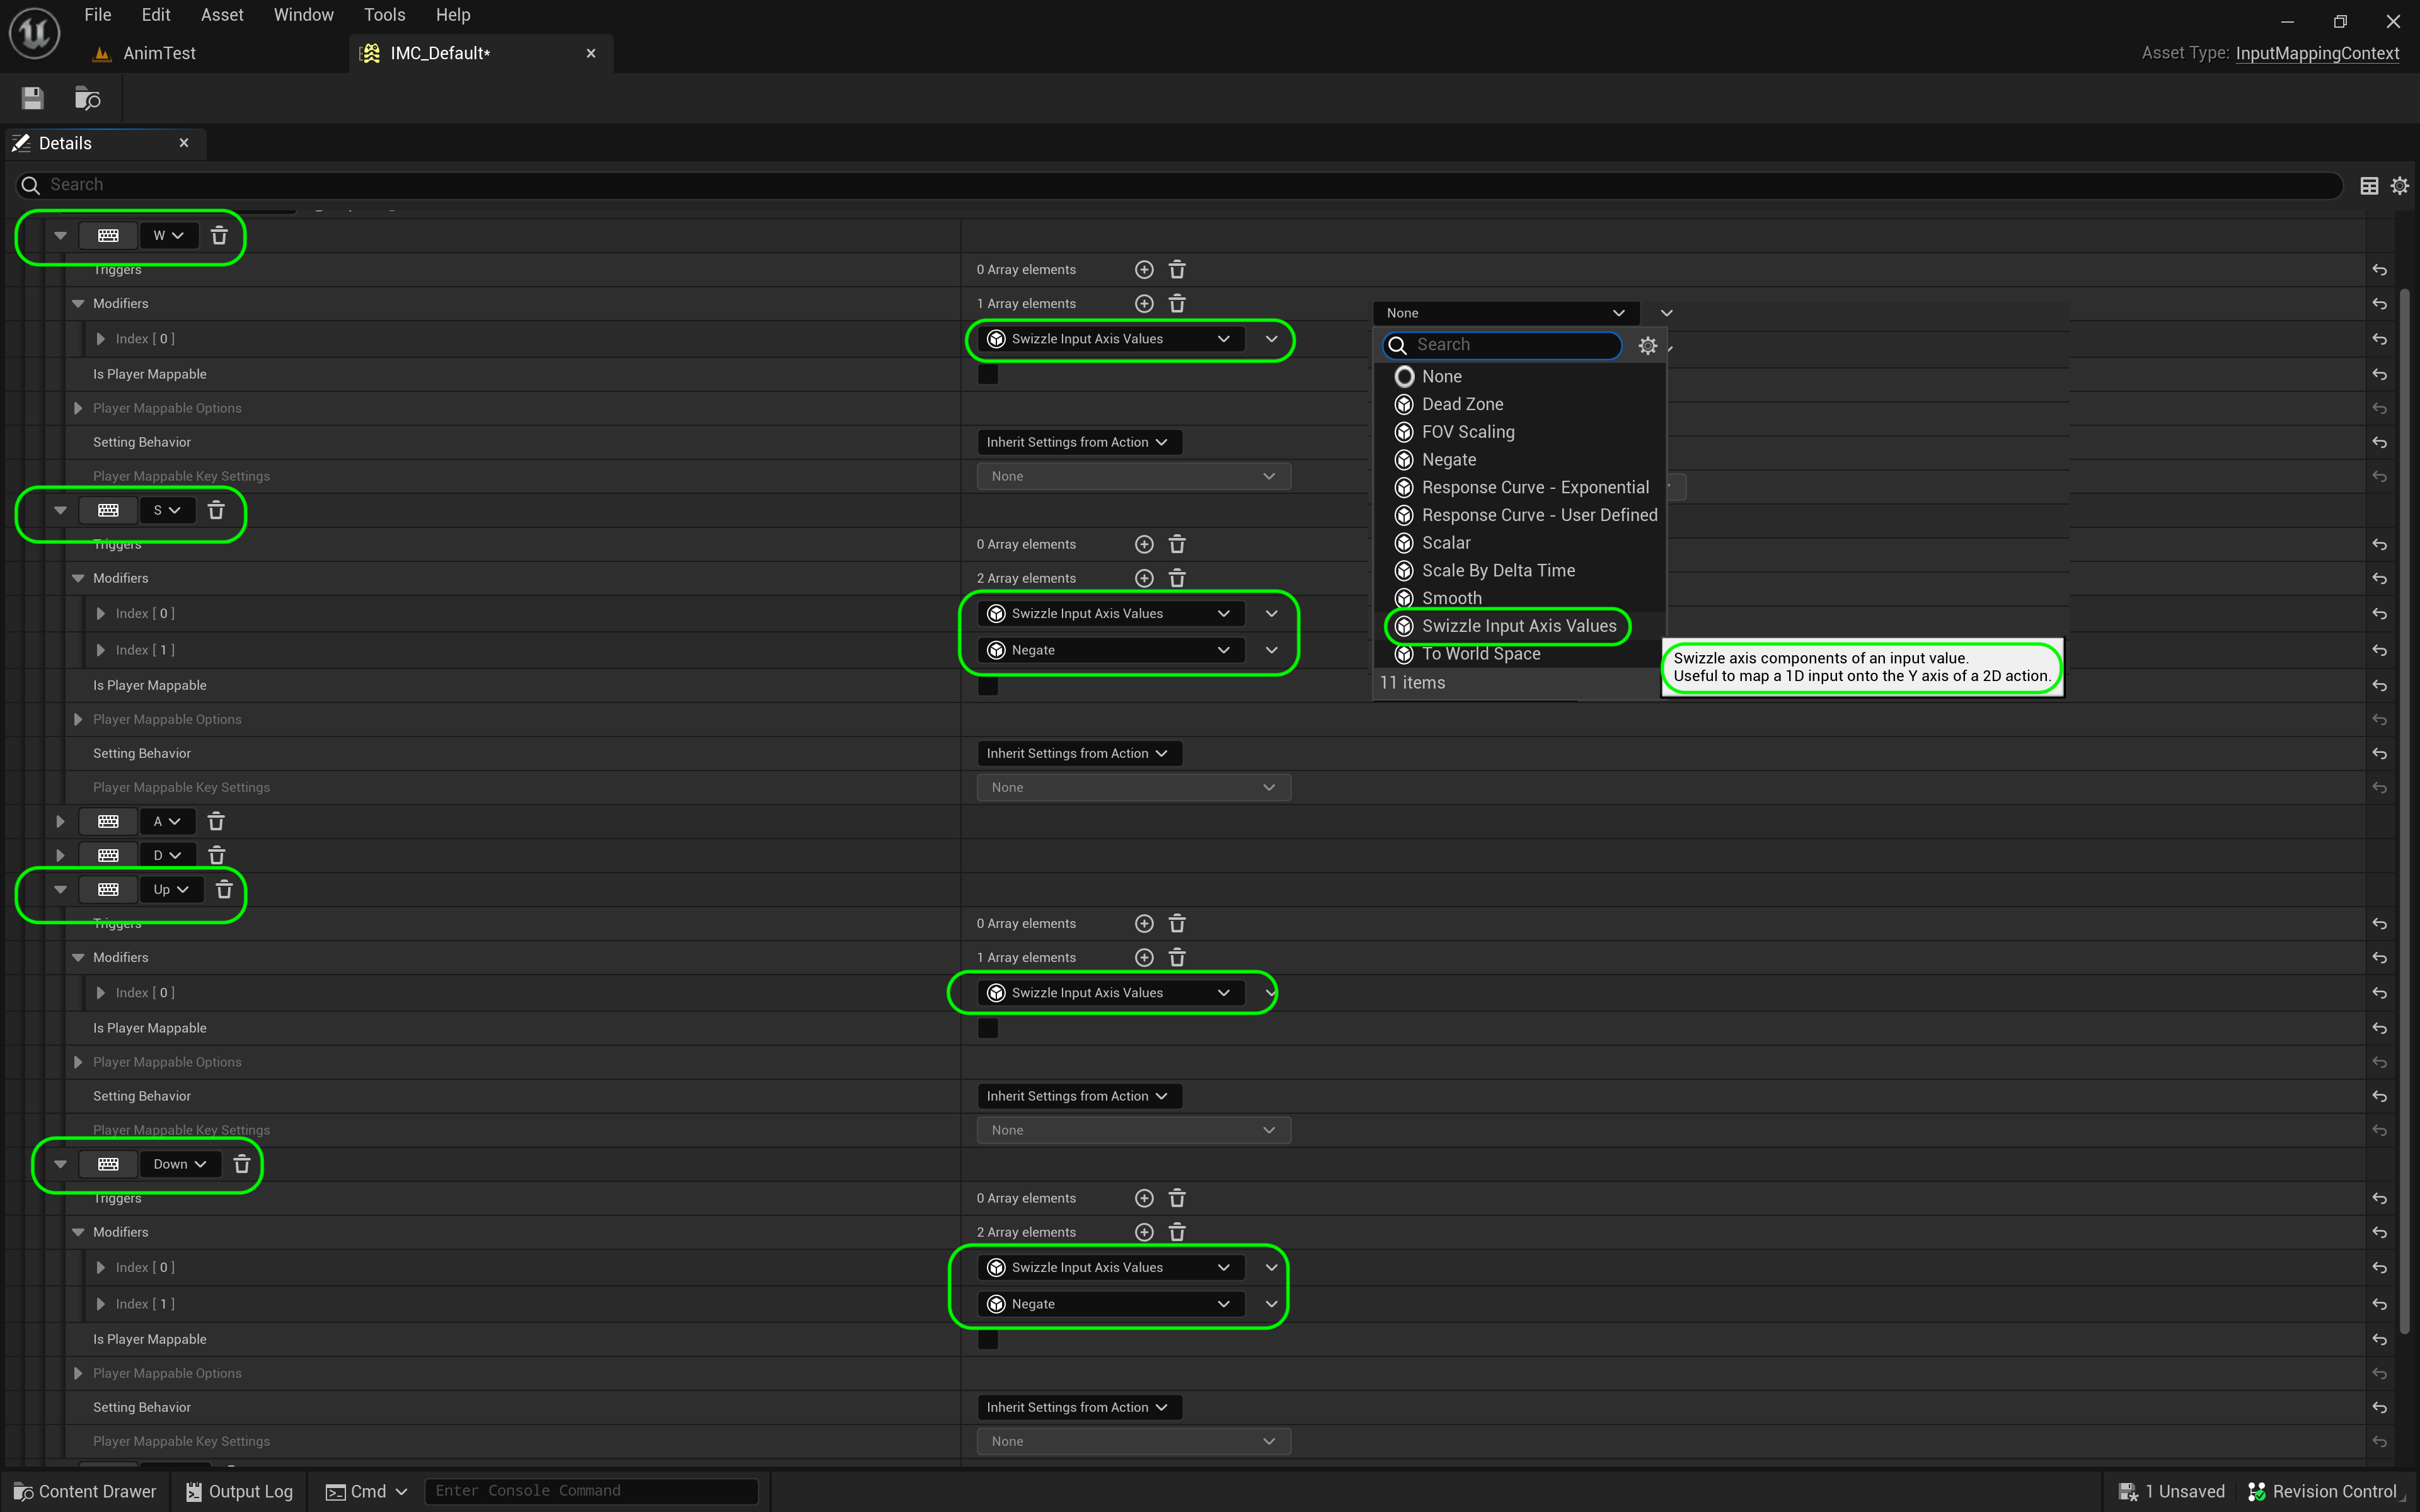 File Edit Asset Window Tools Help
AnimTest
IMC_Default*
Asset Type: InputMappingContext
Details
Search
W
Triggers
0 Array elements
Modifiers
1 Array elements
Index [ 0 ]
Swizzle Input Axis Values
Is Player Mappable
Player Mappable Options
Setting Behavior
Inherit Settings from Action
Player Mappable Key Settings
None
S
Triggers
0 Array elements
Modifiers
2 Array elements
Index [ 0 ]
Swizzle Input Axis Values
Index [ 1 ]
Negate
Is Player Mappable
Player Mappable Options
Setting Behavior
Inherit Settings from Action
Player Mappable Key Settings
None
None
Search
None
Dead Zone
FOV Scaling
Negate
Response Curve - Exponential
Response Curve - User Defined
Scalar
Scale By Delta Time
Smooth
Swizzle Input Axis Values
To World Space
11 items
Swizzle axis components of an input value.
Useful to map a 1D input onto the Y axis of a 2D action.
A
D
Up
Triggers
0 Array elements
Modifiers
1 Array elements
Index [ 0 ]
Swizzle Input Axis Values
Is Player Mappable
Player Mappable Options
Setting Behavior
Inherit Settings from Action
Player Mappable Key Settings
None
Down
Triggers
0 Array elements
Modifiers
2 Array elements
Index [ 0 ]
Swizzle Input Axis Values
Index [ 1 ]
Negate
Is Player Mappable
Player Mappable Options
Setting Behavior
Inherit Settings from Action
Player Mappable Key Settings
None
Content Drawer
Output Log
Cmd
Enter Console Command
1 Unsaved
Revision Control